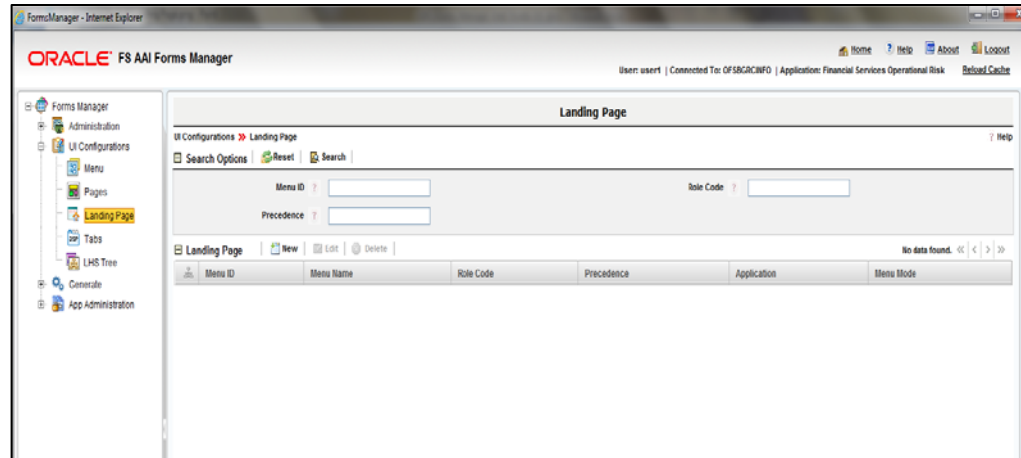 FormsManager - Internet Explorer
ORACLE® FS AAI Forms Manager
Home ? Help About Logout
User: user1 | Connected To: OFSBGRCINFO | Application: Financial Services Operational Risk Reload Cache
Forms Manager
Administration
UI Configurations
Menu
Pages
Landing Page
Tabs
LHS Tree
Generate
App Administration
Landing Page
UI Configurations » Landing Page ? Help
Search Options | Reset | Search |
Menu ID ?
Role Code ?
Precedence ?
Landing Page | New | Edit | Delete | No data found.
Menu ID Menu Name Role Code Precedence Application Menu Mode